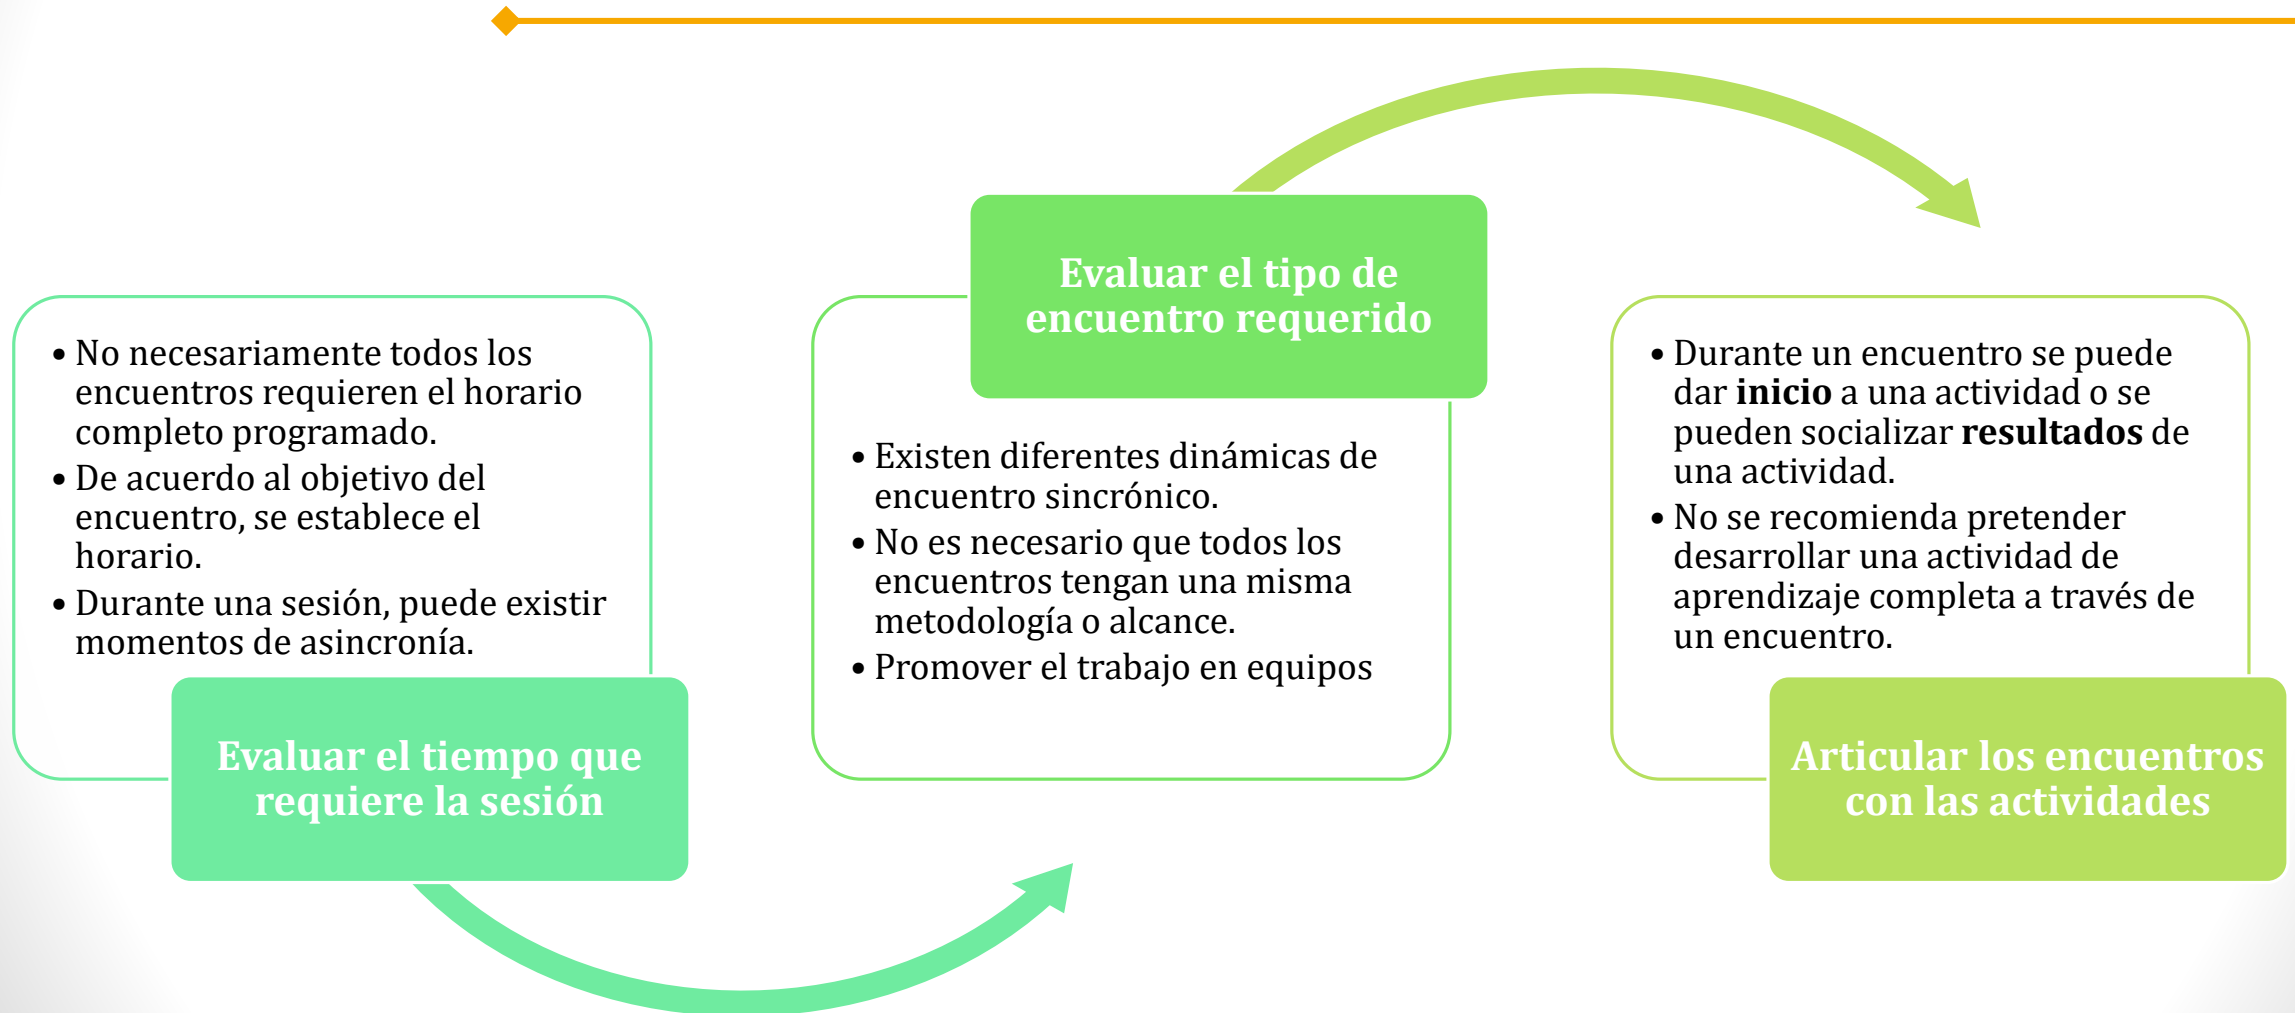 • No necesariamente todos los
encuentros requieren el horario
completo programado.
• De acuerdo al objetivo del
encuentro, se establece el
horario.
• Durante una sesión, puede existir
momentos de asincronía.
Evaluar el tiempo que
requiere la sesión
Evaluar el tipo de
encuentro requerido
• Existen diferentes dinámicas de
encuentro sincrónico.
• No es necesario que todos los
encuentros tengan una misma
metodología o alcance.
• Promover el trabajo en equipos
• Durante un encuentro se puede
dar inicio a una actividad o se
pueden socializar resultados de
una actividad.
• No se recomienda pretender
desarrollar una actividad de
aprendizaje completa a través de
un encuentro.
Articular los encuentros
con las actividades